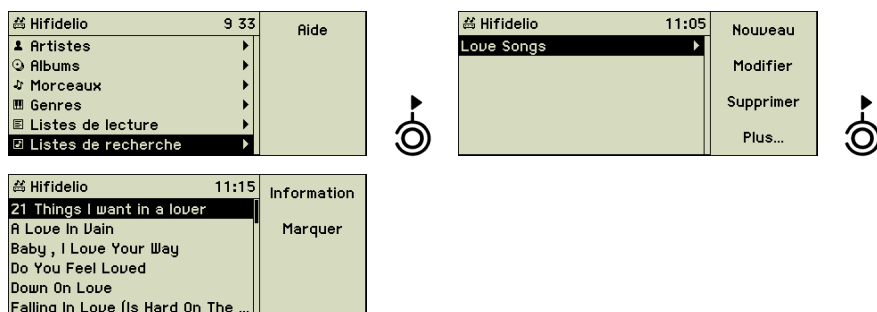 Hifidelio 9 33
Artistes
Albums
Morceaux
Genres
Listes de lecture
Listes de recherche
Aide
Hifidelio 11:05
Love Songs
Nouveau
Modifier
Supprimer
Plus...
Hifidelio 11:15
21 Things I want in a lover
A Love In Vain
Baby , I Love Your Way
Do You Feel Loved
Down On Love
Falling In Love (Is Hard On The ...
Information
Marquer